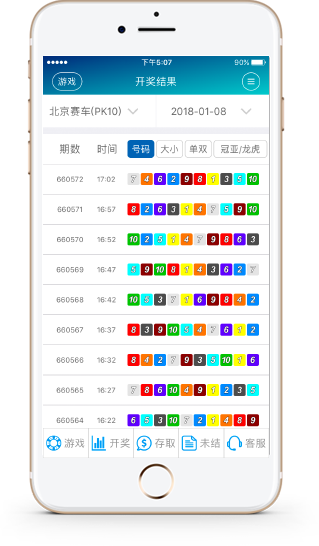 下午5:07 90%
游戏 开奖结果
北京赛车(PK10) 2018-01-08
期数 时间 号码 大小 单双 冠亚/龙虎
660572 17:02 7 4 6 2 9 8 1 3 5 10
660571 16:57 8 2 6 3 1 4 7 5 9 10
660570 16:52 10 2 5 1 4 7 9 8 6 3
660569 16:47 5 9 10 8 1 4 3 6 2 7
660568 16:42 10 5 3 7 1 6 9 8 4 2
660567 16:37 8 3 9 10 5 4 7 6 1 2
660566 16:32 8 4 2 7 9 3 5 10 1 6
660565 16:27 7 8 6 10 4 9 1 2 3 5
660564 16:22 6 5 3 10 7 2 1 4 8 9
游戏 开奖 存取 未结 客服